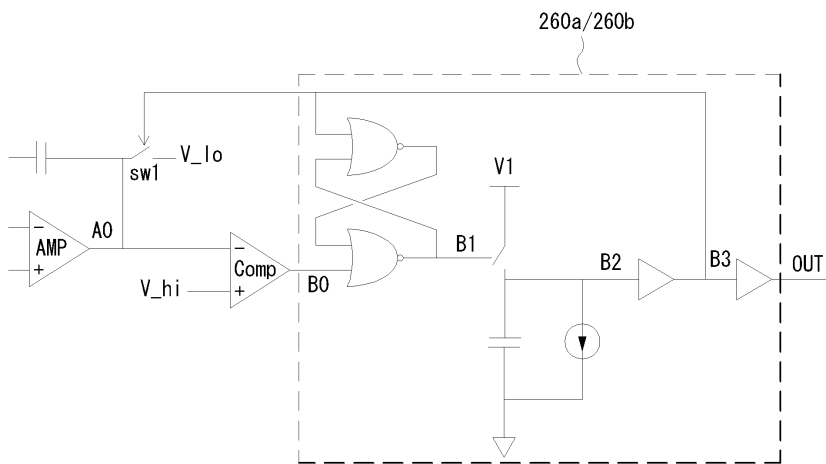 260a/260b
V_lo
sw1
V1
A0
AMP
−
+
B1
−
Comp
+
B0
V_hi
B2
B3
OUT